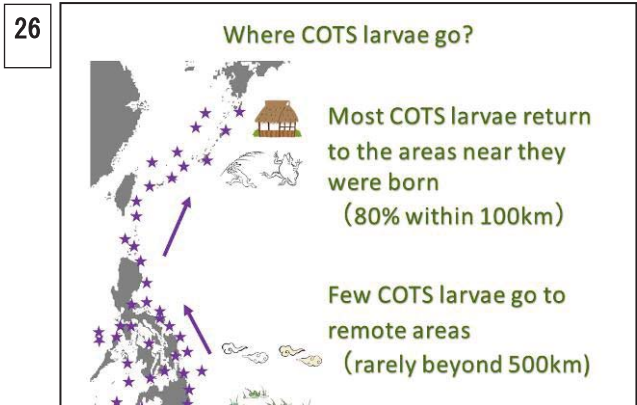 26
Where COTS larvae go?
Most COTS larvae return
to the areas near they
were born
（80% within 100km）
Few COTS larvae go to
remote areas
（rarely beyond 500km)